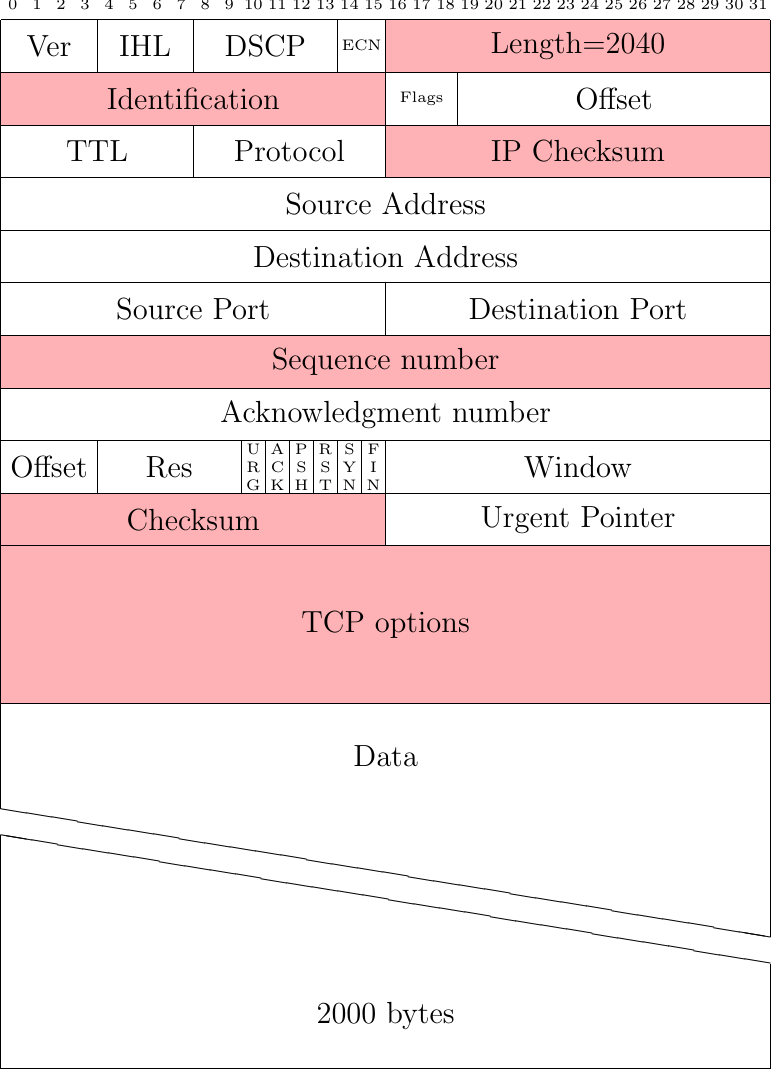 0 1 2 3 4 5 6 7 8 9 10 11 12 13 14 15 16 17 18 19 20 21 22 23 24 25 26 27 28 29 30 31
Ver IHL DSCP ECN Length=2040
Identification Flags Offset
TTL Protocol IP Checksum
Source Address
Destination Address
Source Port Destination Port
Sequence number
Acknowledgment number
Offset Res URG ACK PSH RST SYN FIN Window
Checksum Urgent Pointer
TCP options
Data
2000 bytes